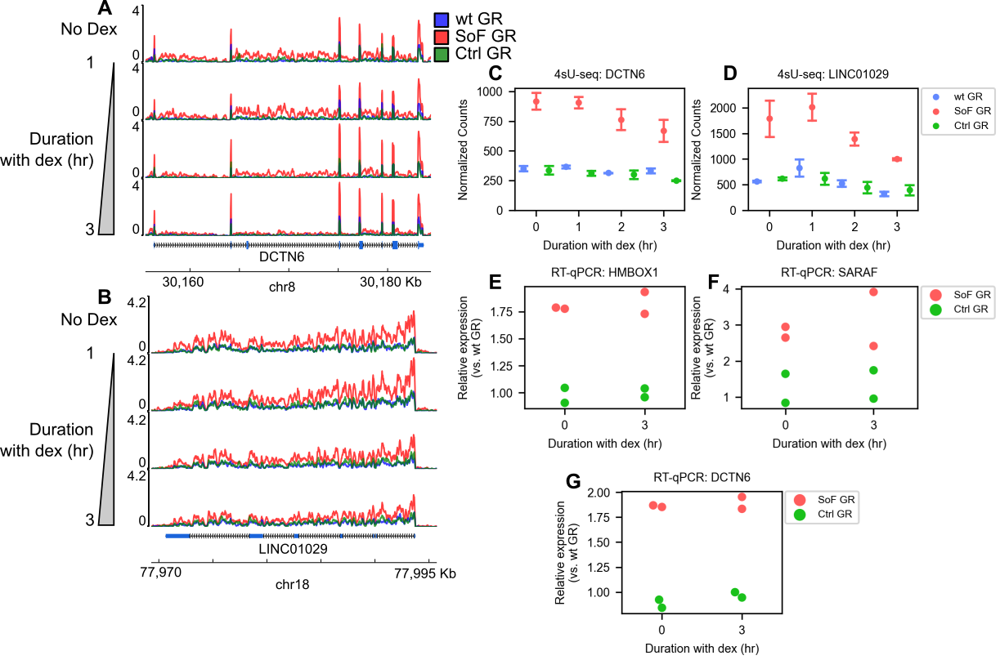 A
No Dex
4
0
wt GR
SoF GR
Ctrl GR
1
4
0
Duration
with dex (hr)
4
0
4
3
0
DCTN6
30,160
chr8
30,180 Kb
B
No Dex
4.2
0
1
4.2
0
Duration
with dex (hr)
4.2
0
4.2
3
0
LINC01029
77,970
77,995 Kb
chr18
C
4sU-seq: DCTN6
Normalized Counts
1000
750
500
250
0
0 1 2 3
Duration with dex (hr)
D
4sU-seq: LINC01029
Normalized Counts
2000
1500
1000
500
0
0 1 2 3
Duration with dex (hr)
wt GR
SoF GR
Ctrl GR
E
RT-qPCR: HMBOX1
Relative expression
(vs. wt GR)
1.75
1.50
1.25
1.00
0 3
Duration with dex (hr)
F
RT-qPCR: SARAF
Relative expression
(vs. wt GR)
4
3
2
1
0 3
Duration with dex (hr)
SoF GR
Ctrl GR
G
RT-qPCR: DCTN6
Relative expression
(vs. wt GR)
2.00
1.75
1.50
1.25
1.00
0 3
Duration with dex (hr)
SoF GR
Ctrl GR